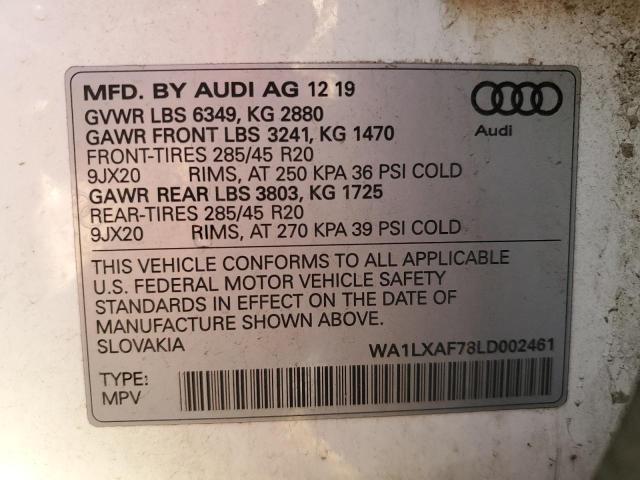 MFD. BY AUDI AG 12 19
GVWR LBS 6349, KG 2880
GAWR FRONT LBS 3241, KG 1470
FRONT-TIRES 285/45 R20
9JX20 RIMS, AT 250 KPA 36 PSI COLD
GAWR REAR LBS 3803, KG 1725
REAR-TIRES 285/45 R20
9JX20 RIMS, AT 270 KPA 39 PSI COLD
Audi
THIS VEHICLE CONFORMS TO ALL APPLICABLE
U.S. FEDERAL MOTOR VEHICLE SAFETY
STANDARDS IN EFFECT ON THE DATE OF
MANUFACTURE SHOWN ABOVE.
SLOVAKIA WA1LXAF78LD002461
TYPE:
MPV